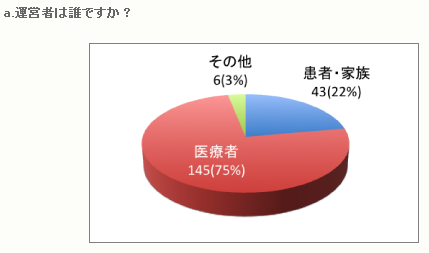 a.運営者は誰ですか？
その他
6(3%)
患者・家族
43(22%)
医療者
145(75%)